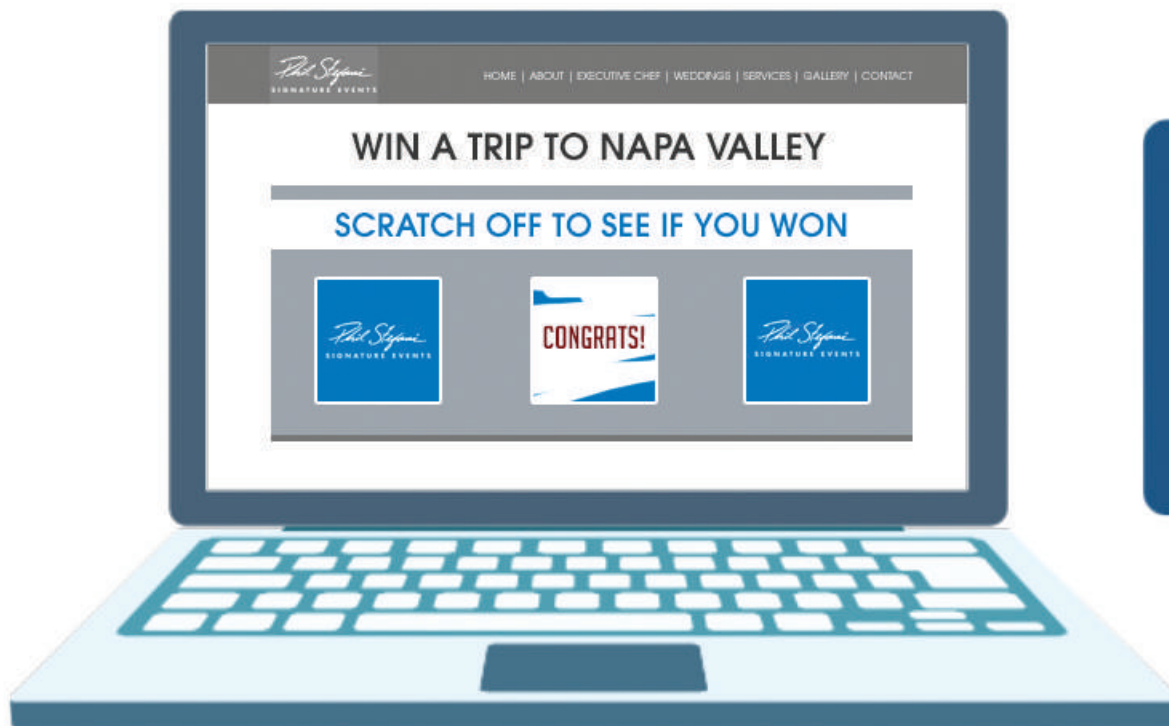 Phil Stefani
SIGNATURE EVENTS
HOME | ABOUT | EXECUTIVE CHEF | WEDDINGS | SERVICES | GALLERY | CONTACT
WIN A TRIP TO NAPA VALLEY
SCRATCH OFF TO SEE IF YOU WON
Phil Stefani
SIGNATURE EVENTS
CONGRATS!
Phil Stefani
SIGNATURE EVENTS